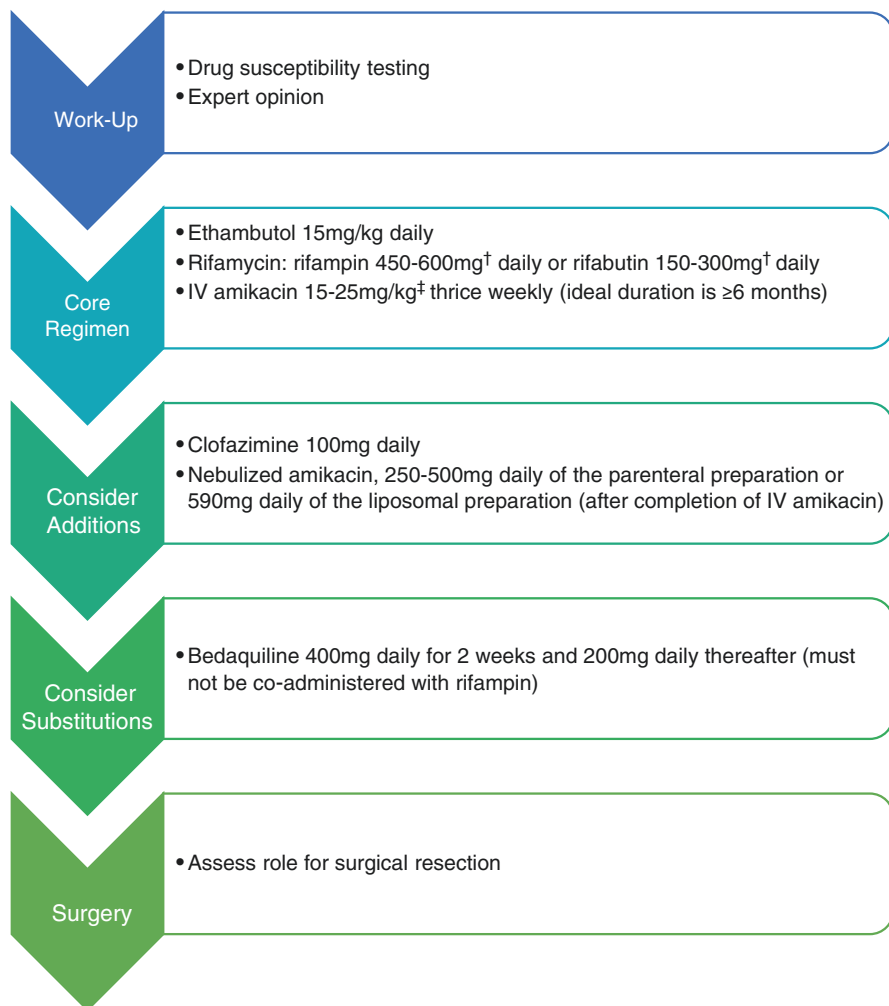 Work-Up
• Drug susceptibility testing
• Expert opinion
Core
Regimen
• Ethambutol 15mg/kg daily
• Rifamycin: rifampin 450-600mg† daily or rifabutin 150-300mg† daily
• IV amikacin 15-25mg/kg‡ thrice weekly (ideal duration is ≥6 months)
Consider
Additions
• Clofazimine 100mg daily
• Nebulized amikacin, 250-500mg daily of the parenteral preparation or
590mg daily of the liposomal preparation (after completion of IV amikacin)
Consider
Substitutions
• Bedaquiline 400mg daily for 2 weeks and 200mg daily thereafter (must
not be co-administered with rifampin)
Surgery
• Assess role for surgical resection